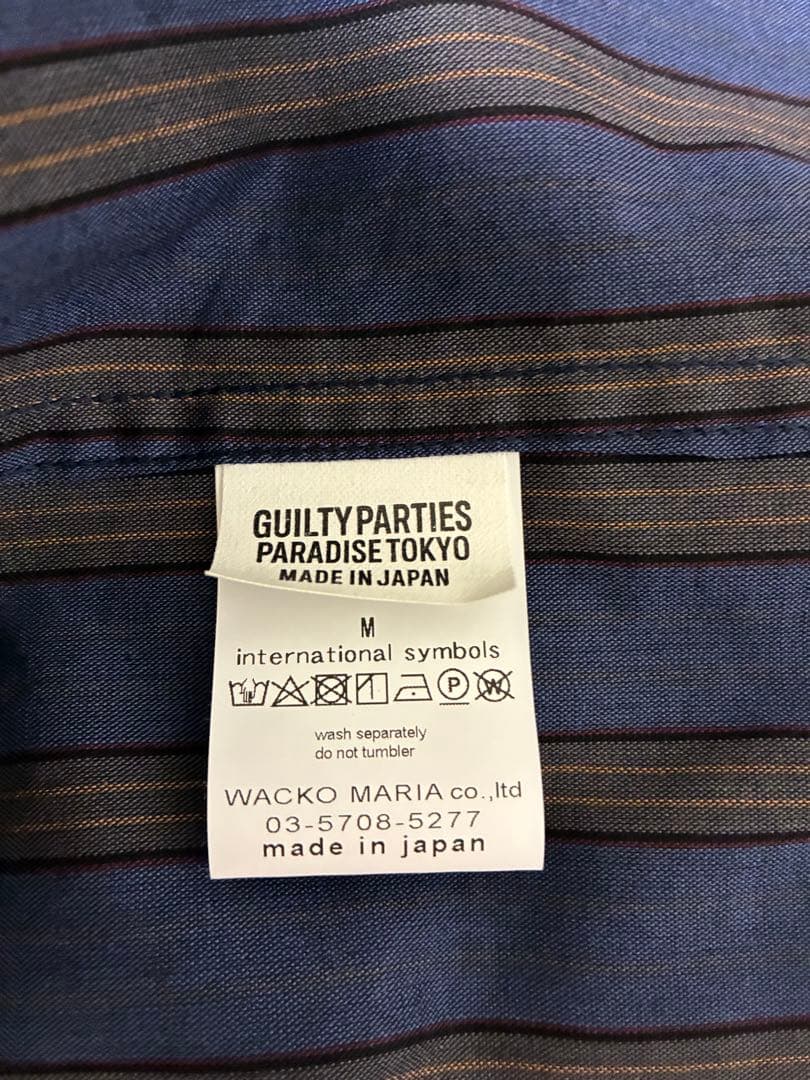 GUILTY PARTIES
PARADISE TOKYO
MADE IN JAPAN
M
international symbols
P W
wash separately
do not tumbler
WACKO MARIA co.,ltd
03-5708-5277
made in japan